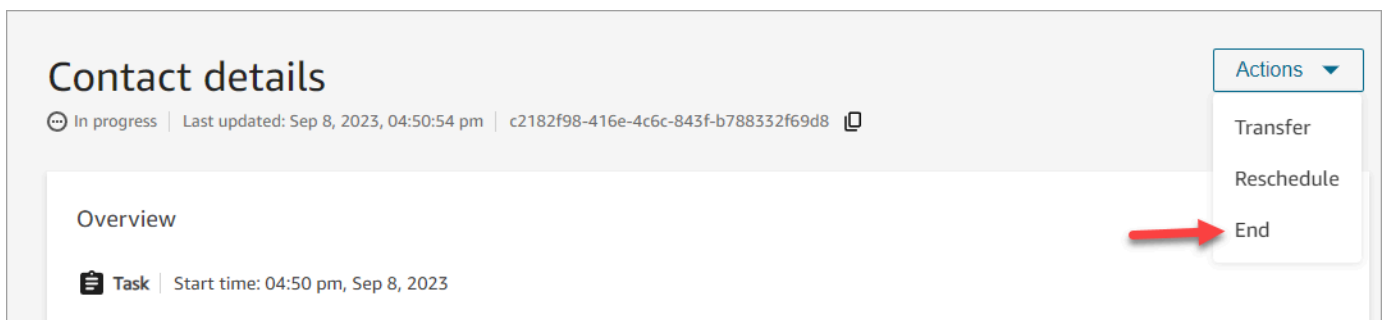 Contact details
Actions
In progress Last updated: Sep 8, 2023, 04:50:54 pm c2182f98-416e-4c6c-843f-b788332f69d8
Transfer
Reschedule
End
Overview
Task Start time: 04:50 pm, Sep 8, 2023